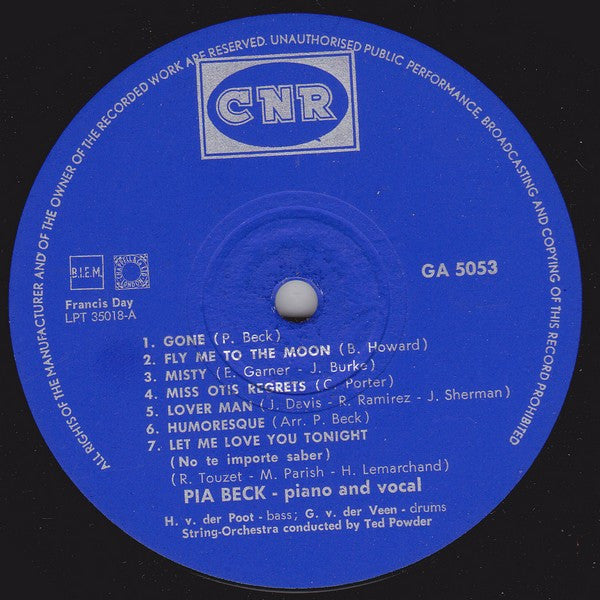 ALL RIGHTS OF THE MANUFACTURER AND OF THE OWNER OF THE RECORDED WORK ARE RESERVED. UNAUTHORISED PUBLIC PERFORMANCE, BROADCASTING AND COPYING OF THIS RECORD PROHIBITED
CNR
B.I.E.M.
CHAPPELL & Co LTD LONDON
GA 5053
Francis Day
LPT 35018-A
1. GONE (P. Beck)
2. FLY ME TO THE MOON (B. Howard)
3. MISTY (E. Garner - J. Burke)
4. MISS OTIS REGRETS (C. Porter)
5. LOVER MAN (J. Davis - R. Ramirez - J. Sherman)
6. HUMORESQUE (Arr. P. Beck)
7. LET ME LOVE YOU TONIGHT
(No te importe saber)
(R. Touzet - M. Parish - H. Lemarchand)
PIA BECK - piano and vocal
H. v. der Poot - bass; G. v. der Veen - drums
String-Orchestra conducted by Ted Powder